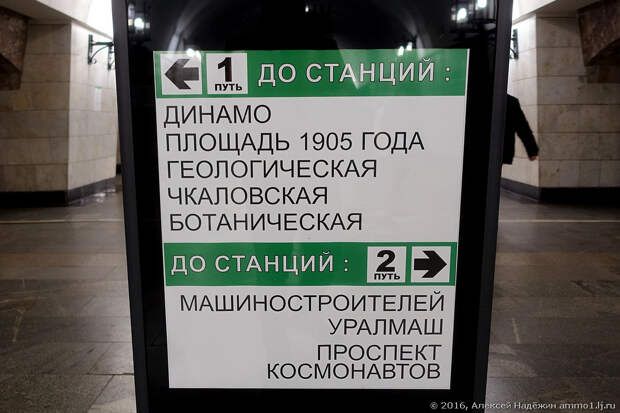 1 ПУТЬ ДО СТАНЦИЙ :
ДИНАМО
ПЛОЩАДЬ 1905 ГОДА
ГЕОЛОГИЧЕСКАЯ
ЧКАЛОВСКАЯ
БОТАНИЧЕСКАЯ
ДО СТАНЦИЙ : 2 ПУТЬ
МАШИНОСТРОИТЕЛЕЙ
УРАЛМАШ
ПРОСПЕКТ
КОСМОНАВТОВ
© 2016, Алексей Надёжин ammo1.lj.ru